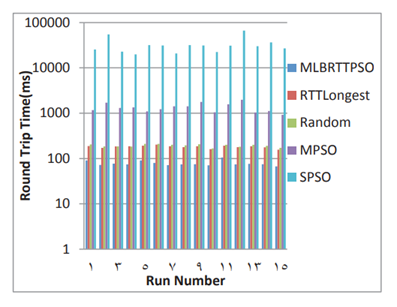 100000
10000
1000
100
10
1
Round Trip Time(ms)
١ ٣ ٥ ٧ ٩ ١١ ١٣ ١٥
Run Number
MLBRTTPSO
RTTLongest
Random
MPSO
SPSO